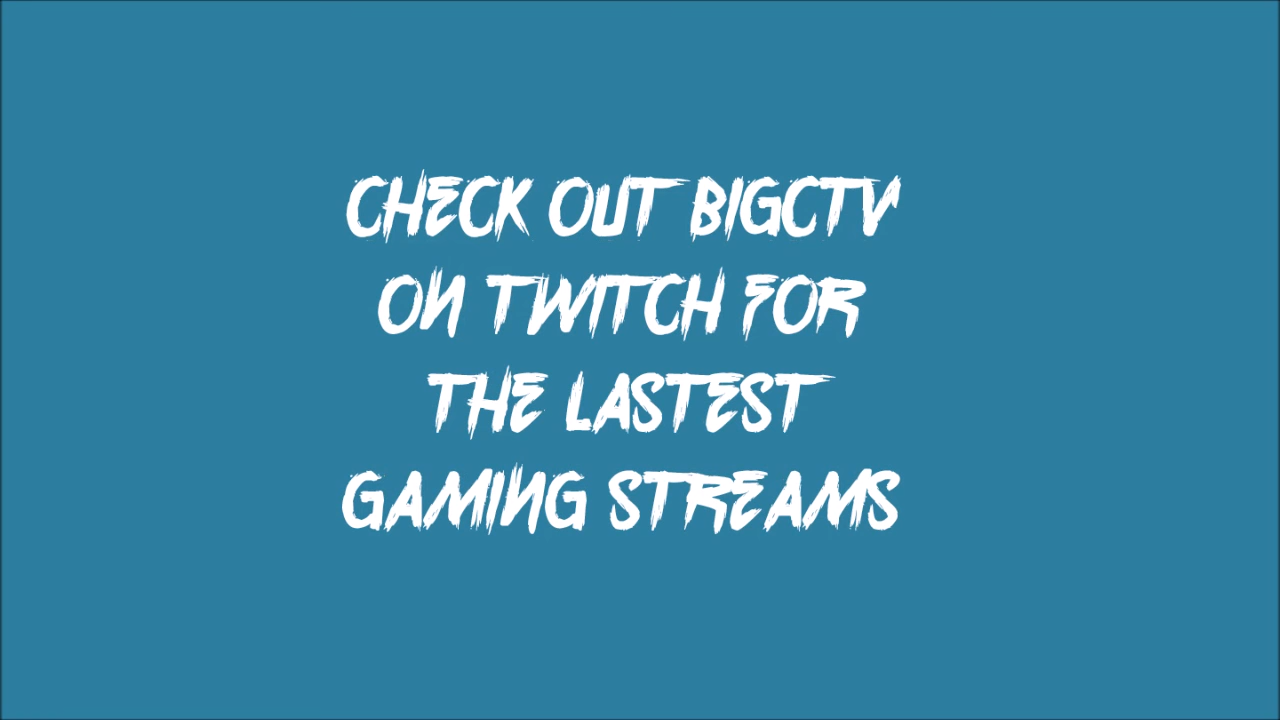 CHECK OUT BIGCTV
ON TWITCH FOR
THE LASTEST
GAMING STREAMS